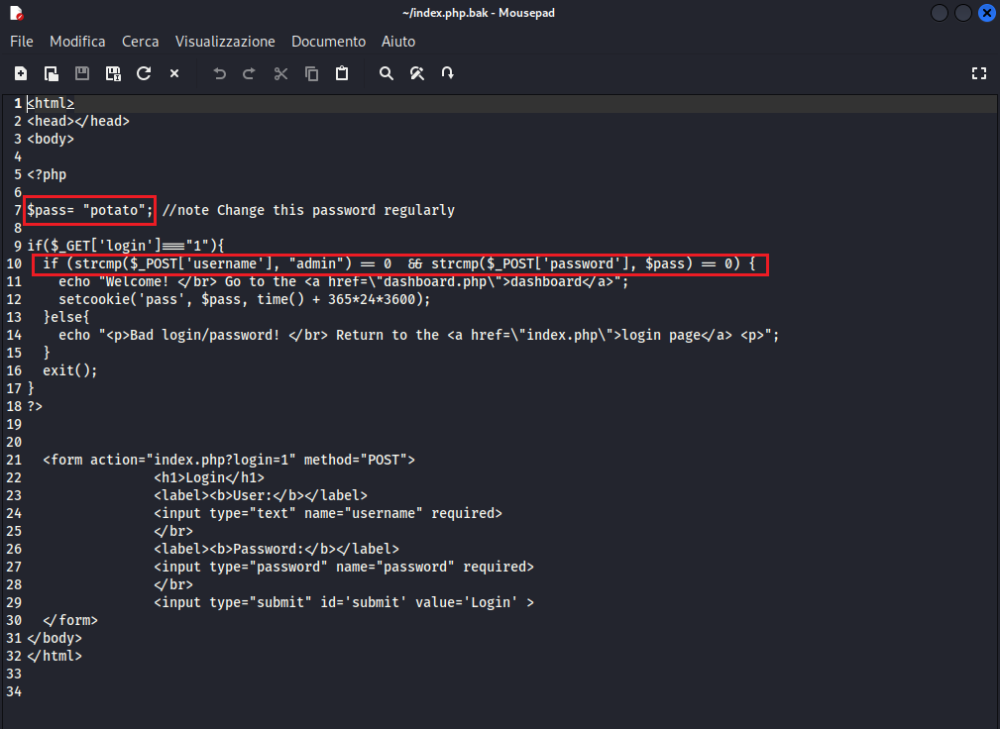 ~/index.php.bak - Mousepad
File Modifica Cerca Visualizzazione Documento Aiuto
1 <html>
2 <head></head>
3 <body>
4
5 <?php
6
7 $pass= "potato"; //note Change this password regularly
8
9 if($_GET['login']==="1"){
10   if (strcmp($_POST['username'], "admin") == 0  && strcmp($_POST['password'], $pass) == 0) {
11     echo "Welcome! </br> Go to the <a href=\"dashboard.php\">dashboard</a>";
12     setcookie('pass', $pass, time() + 365*24*3600);
13   }else{
14     echo "<p>Bad login/password! </br> Return to the <a href=\"index.php\">login page</a> <p>";
15   }
16   exit();
17 }
18 ?>
19
20
21   <form action="index.php?login=1" method="POST">
22                 <h1>Login</h1>
23                 <label><b>User:</b></label>
24                 <input type="text" name="username" required>
25                 </br>
26                 <label><b>Password:</b></label>
27                 <input type="password" name="password" required>
28                 </br>
29                 <input type="submit" id='submit' value='Login' >
30   </form>
31 </body>
32 </html>
33
34